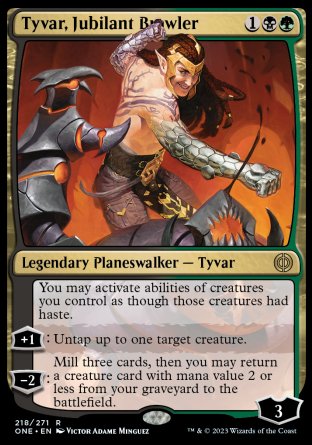 Tyvar, Jubilant Brawler 1
Legendary Planeswalker — Tyvar
You may activate abilities of creatures
you control as though those creatures had
haste.
+1: Untap up to one target creature.
Mill three cards, then you may return
−2: a creature card with mana value 2 or
less from your graveyard to the
battlefield.
3
218/271 R
ONE • EN VICTOR ADAME MINGUEZ
™ & © 2023 Wizards of the Coast